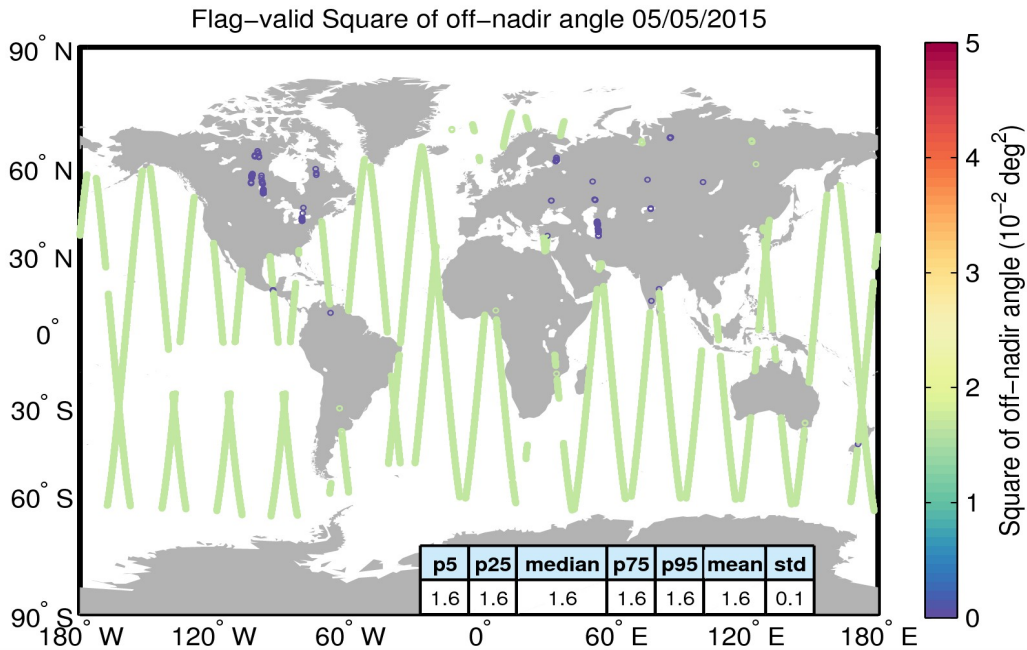 Flag−valid Square of off−nadir angle 05/05/2015
90° N
60° N
30° N
0°
30° S
60° S
90° S
180° W
120° W
60° W
0°
60° E
120° E
180° E
p5 p25 median p75 p95 mean std
1.6 1.6 1.6 1.6 1.6 1.6 0.1
5
4
3
2
1
0
Square of off−nadir angle (10⁻² deg²)